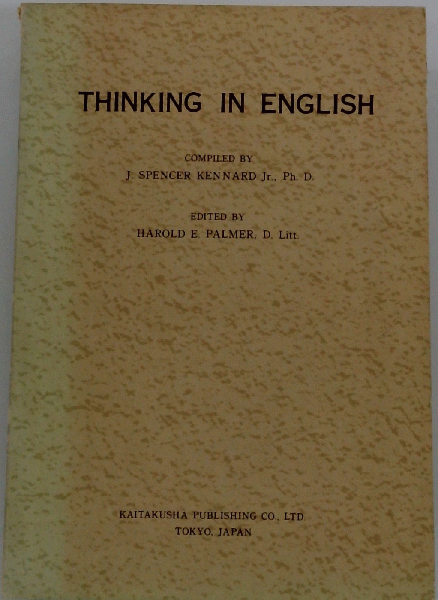 THINKING IN ENGLISH
COMPILED BY
J. SPENCER KENNARD Jr., Ph. D.
EDITED BY
HAROLD E. PALMER, D. Litt.
KAITAKUSHA PUBLISHING CO., LTD.
TOKYO, JAPAN